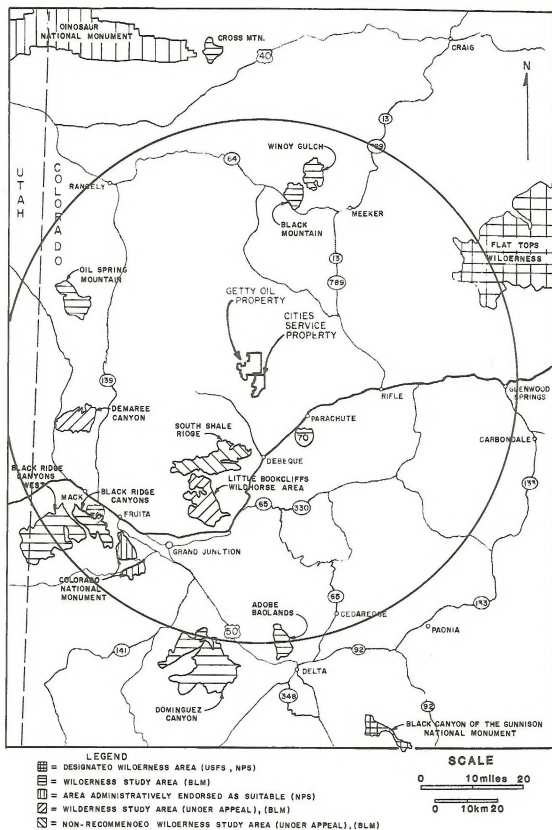 DINOSAUR
NATIONAL MONUMENT
CROSS MTN.
40
CRAIG
N
13
789
WINOY GULCH
64
RANGELY
UTAH
COLORADO
BLACK
MOUNTAIN
MEEKER
FLAT TOPS
WILDERNESS
13
789
OIL SPRING
MOUNTAIN
GETTY OIL
PROPERTY
CITIES
SERVICE
PROPERTY
139
RIFLE
GLENWOOD
SPRINGS
DEMAREE
CANYON
PARACHUTE
70
SOUTH SHALE
RIDGE
CARBONDALE
DEBEQUE
BLACK RIDGE
CANYONS
WEST
MACK
BLACK RIDGE
CANYONS
LITTLE BOOKCLIFFS
WILDHORSE AREA
133
65
330
FRUITA
GRAND JUNCTION
COLORADO
NATIONAL
MONUMENT
ADOBE
BADLANDS
65
CEDAREDGE
133
PAONIA
50
141
92
DELTA
348
DOMINGUEZ
CANYON
92
BLACK CANYON OF THE GUNNISON
NATIONAL MONUMENT
LEGEND
= DESIGNATED WILDERNESS AREA (USFS, NPS)
= WILDERNESS STUDY AREA (BLM)
= AREA ADMINISTRATIVELY ENDORSED AS SUITABLE (NPS)
= WILDERNESS STUDY AREA (UNDER APPEAL), (BLM)
= NON-RECOMMENDED WILDERNESS STUDY AREA (UNDER APPEAL), (BLM)
SCALE
0 10miles 20
0 10km 20